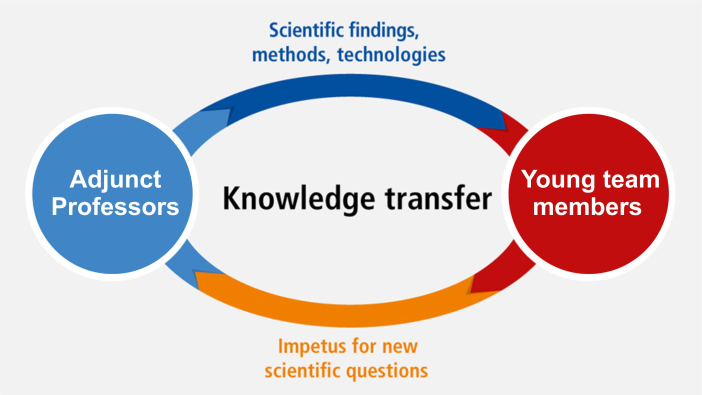 Scientific findings,
methods, technologies
Adjunct
Professors
Knowledge transfer
Young team
members
Impetus for new
scientific questions